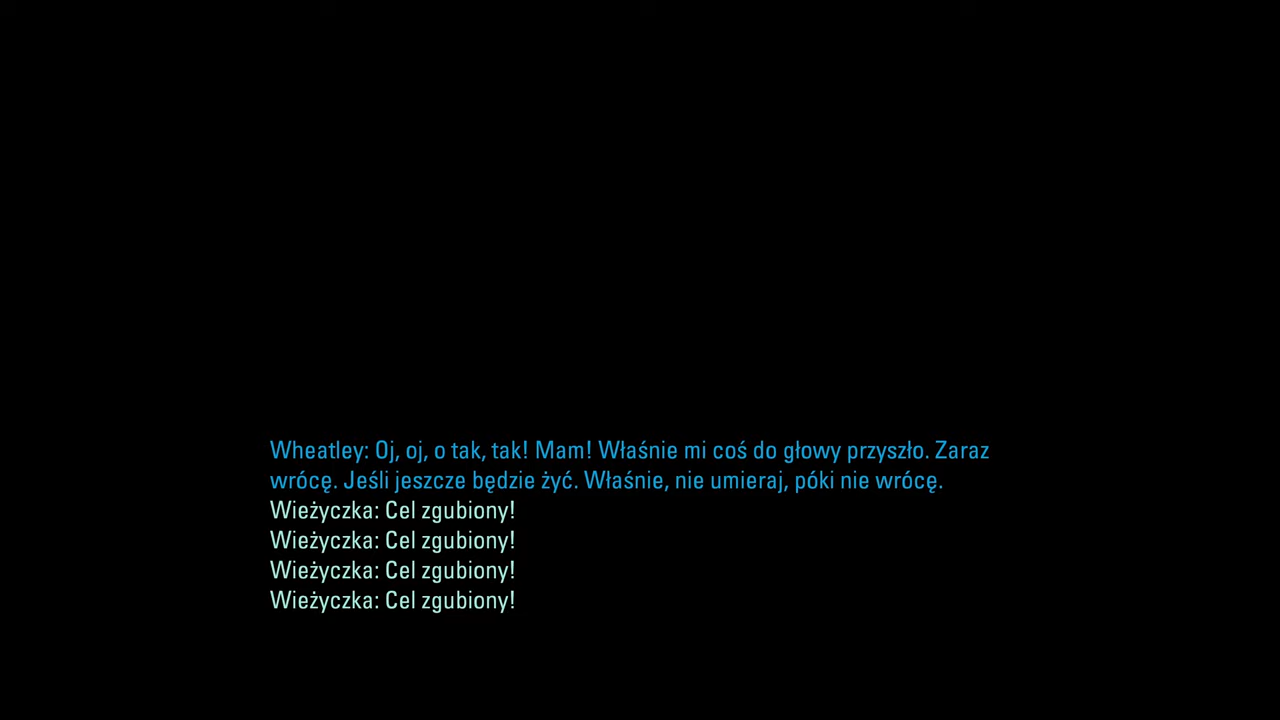 Wheatley: Oj, oj, o tak, tak! Mam! Właśnie mi coś do głowy przyszło. Zaraz
wrócę. Jeśli jeszcze będzie żyć. Właśnie, nie umieraj, póki nie wrócę.
Wieżyczka: Cel zgubiony!
Wieżyczka: Cel zgubiony!
Wieżyczka: Cel zgubiony!
Wieżyczka: Cel zgubiony!